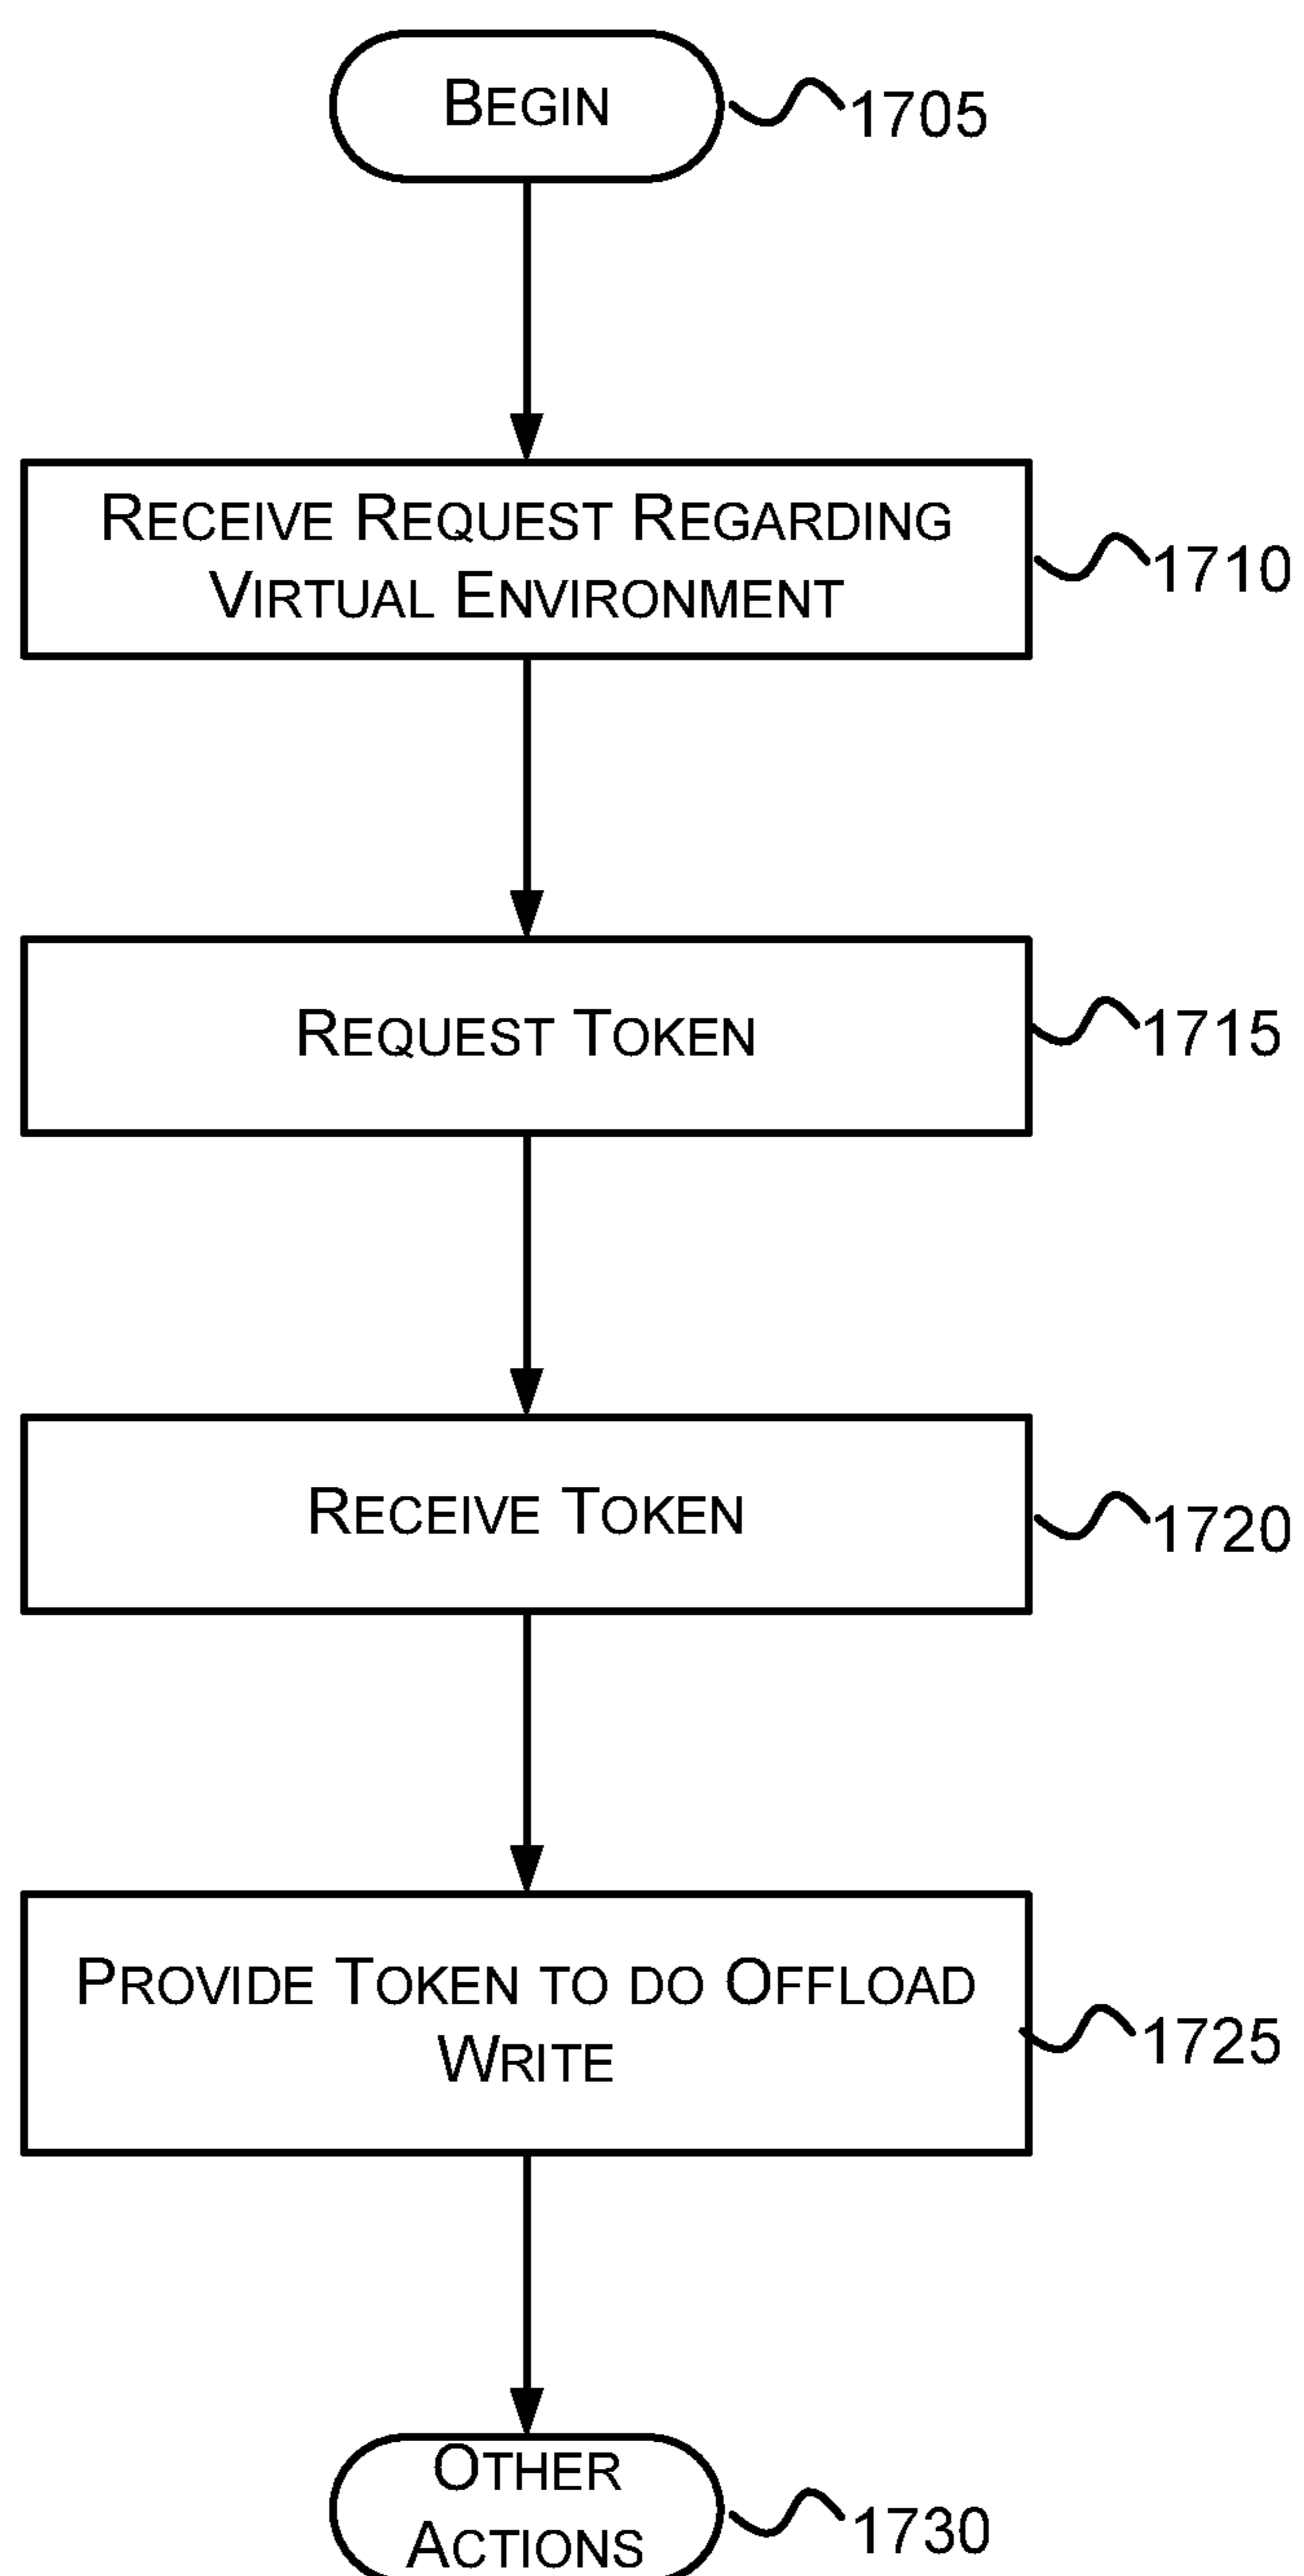 BEGIN
1705
RECEIVE REQUEST REGARDING
VIRTUAL ENVIRONMENT
1710
REQUEST TOKEN
1715
RECEIVE TOKEN
1720
PROVIDE TOKEN TO DO OFFLOAD
WRITE
1725
OTHER
ACTIONS
1730